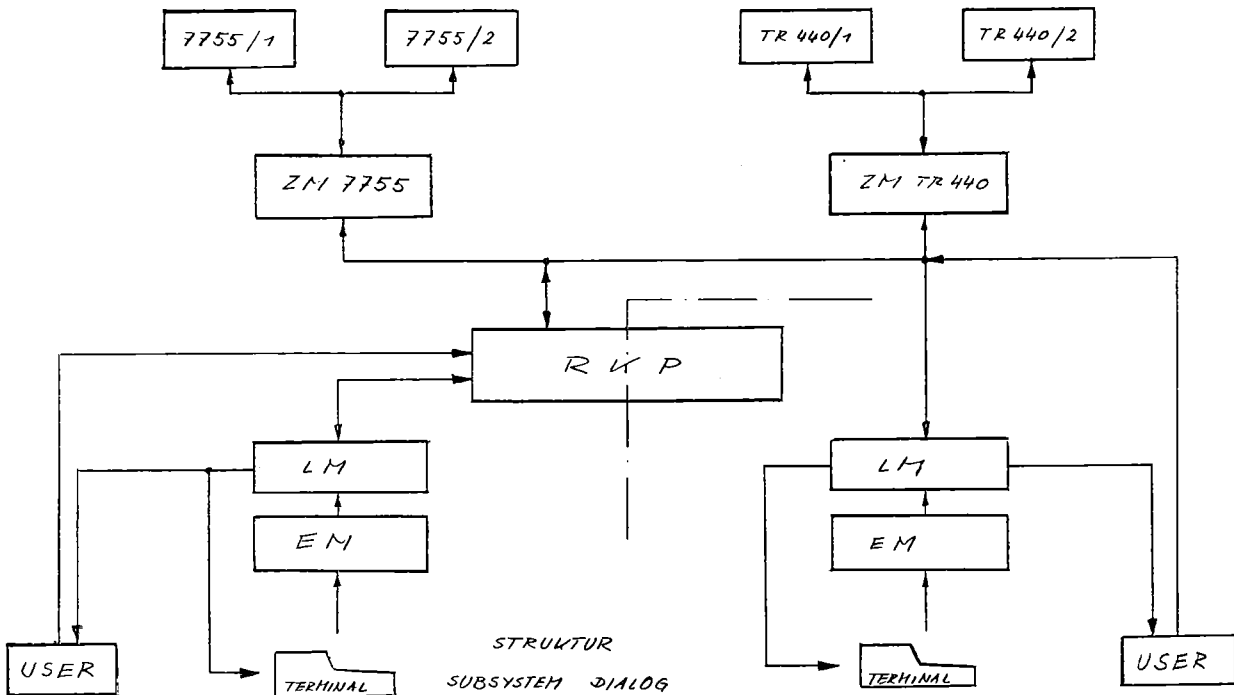 7755/1
7755/2
TR 440/1
TR 440/2
ZM 7755
ZM TR 440
R K P
LM
LM
EM
EM
USER
TERMINAL
STRUKTUR
SUBSYSTEM DIALOG
TERMINAL
USER